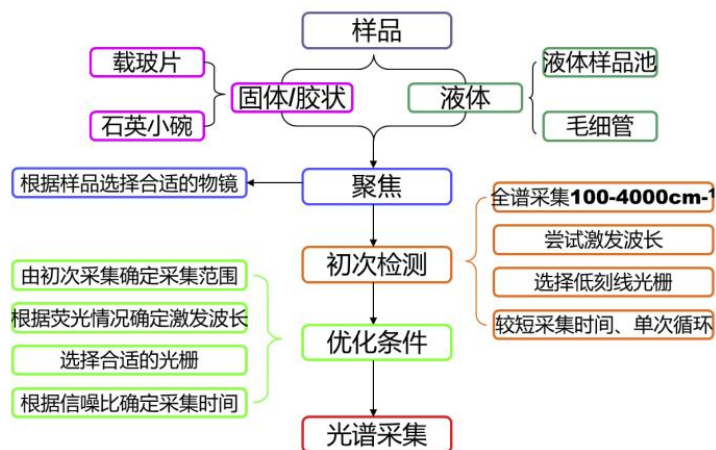 样品
载玻片
固体/胶状
石英小碗
液体
液体样品池
毛细管
聚焦
根据样品选择合适的物镜
初次检测
全谱采集100-4000cm-1
尝试激发波长
选择低刻线光栅
较短采集时间、单次循环
优化条件
由初次采集确定采集范围
根据荧光情况确定激发波长
选择合适的光栅
根据信噪比确定采集时间
光谱采集